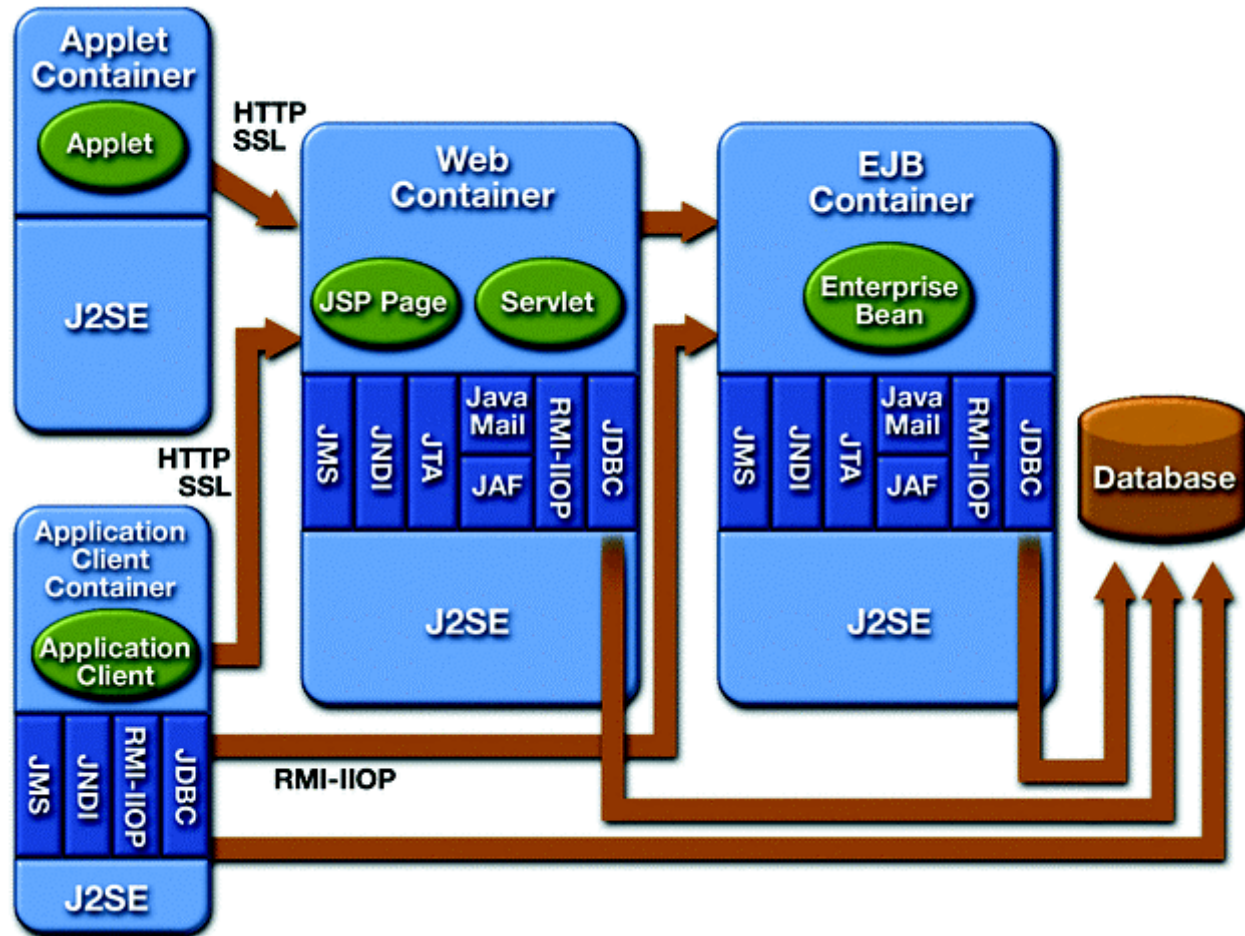 Applet
Container
Applet
J2SE
HTTP
SSL
Web
Container
JSP Page
Servlet
JMS
JNDI
JTA
Java
Mail
JAF
RMI-IIOP
JDBC
J2SE
EJB
Container
Enterprise
Bean
JMS
JNDI
JTA
Java
Mail
JAF
RMI-IIOP
JDBC
J2SE
Database
HTTP
SSL
Application
Client
Container
Application
Client
JMS
JNDI
RMI-IIOP
JDBC
J2SE
RMI-IIOP